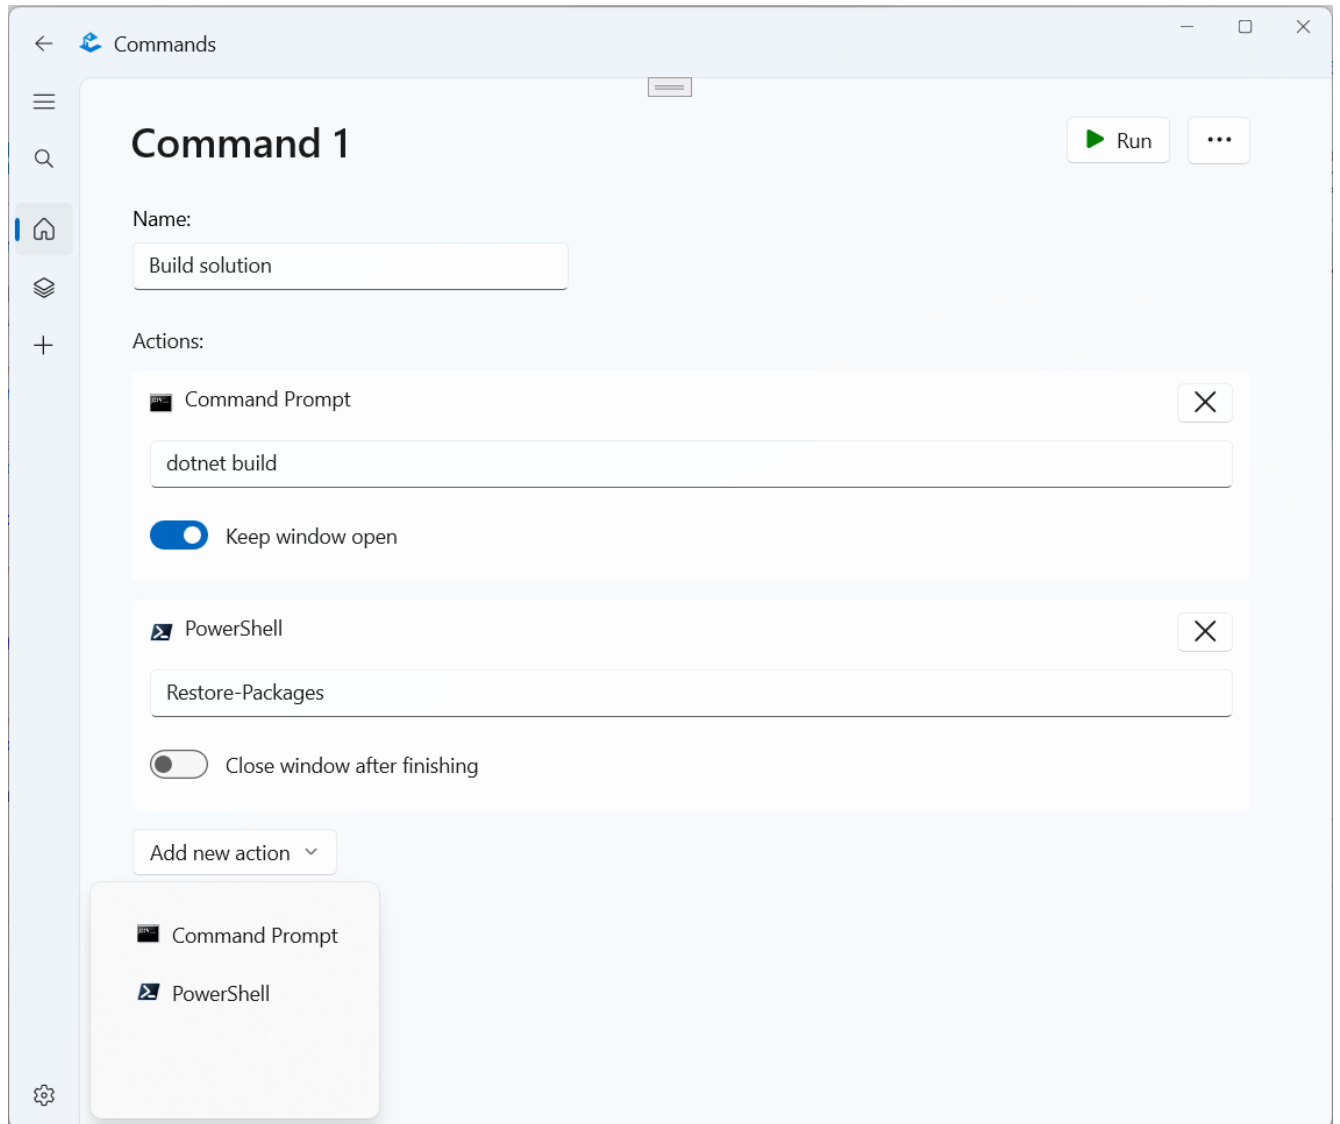 Commands
Command 1
Run
Name:
Build solution
Actions:
Command Prompt
dotnet build
Keep window open
PowerShell
Restore-Packages
Close window after finishing
Add new action
Command Prompt
PowerShell